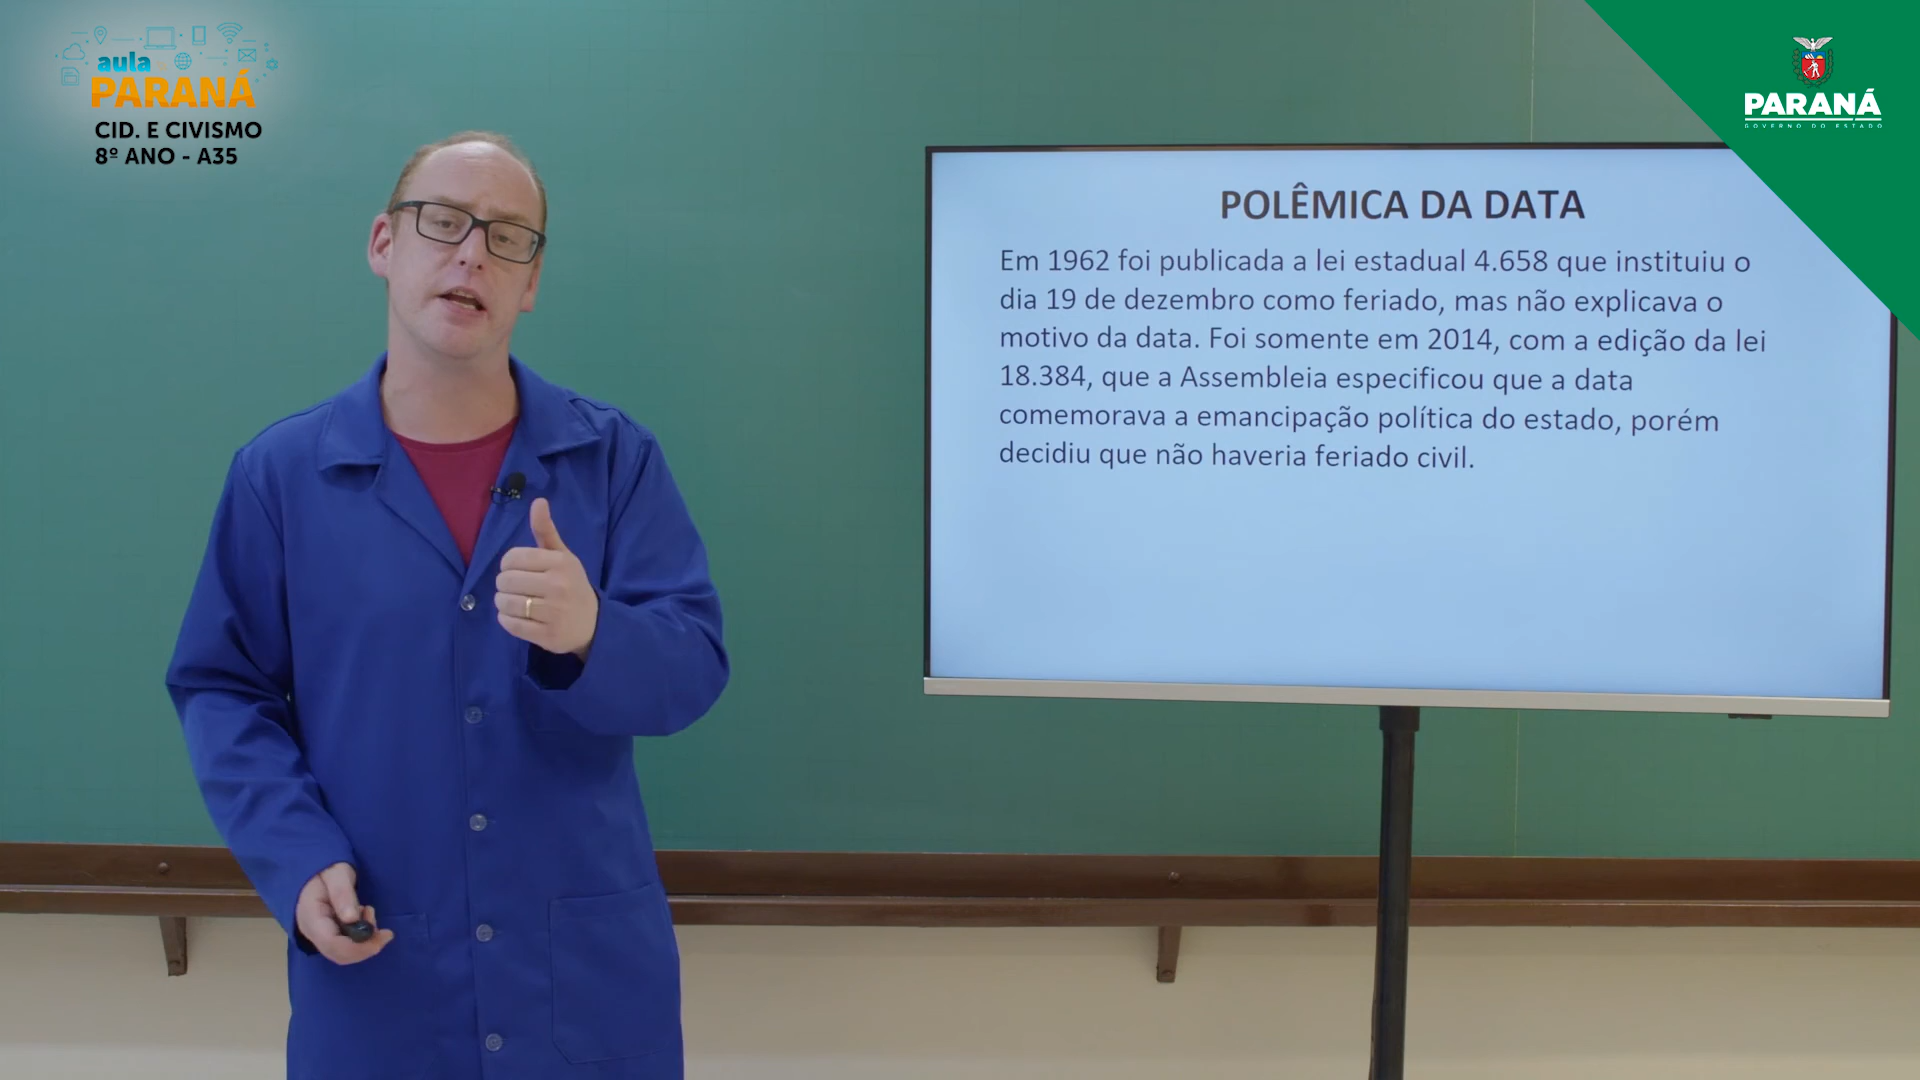 aula
PARANÁ
CID. E CIVISMO
8º ANO - A35
PARANÁ
GOVERNO DO ESTADO
POLÊMICA DA DATA
Em 1962 foi publicada a lei estadual 4.658 que instituiu o
dia 19 de dezembro como feriado, mas não explicava o
motivo da data. Foi somente em 2014, com a edição da lei
18.384, que a Assembleia especificou que a data
comemorava a emancipação política do estado, porém
decidiu que não haveria feriado civil.